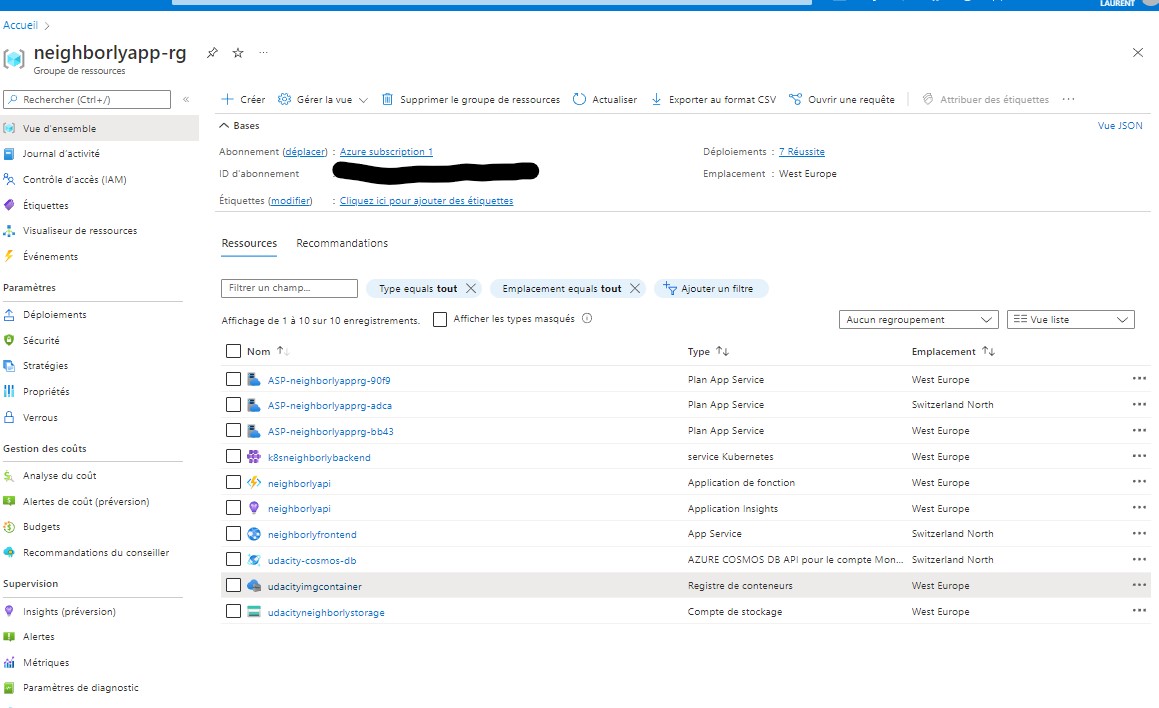 LAURENT
Accueil >
neighborlyapp-rg ...
Groupe de ressources
Rechercher (Ctrl+/) «
Créer Gérer la vue Supprimer le groupe de ressources Actualiser Exporter au format CSV Ouvrir une requête Attribuer des étiquettes ...
Vue d'ensemble
Journal d'activité
Contrôle d'accès (IAM)
Étiquettes
Visualiseur de ressources
Événements
Paramètres
Déploiements
Sécurité
Stratégies
Propriétés
Verrous
Gestion des coûts
Analyse du coût
Alertes de coût (préversion)
Budgets
Recommandations du conseiller
Supervision
Insights (préversion)
Alertes
Métriques
Paramètres de diagnostic
Bases Vue JSON
Abonnement (déplacer) : Azure subscription 1 Déploiements : 7 Réussite
ID d'abonnement Emplacement : West Europe
Étiquettes (modifier) : Cliquez ici pour ajouter des étiquettes
Ressources Recommandations
Filtrer un champ... Type equals tout Emplacement equals tout Ajouter un filtre
Affichage de 1 à 10 sur 10 enregistrements. Afficher les types masqués Aucun regroupement Vue liste
Nom ↑↓ Type ↑↓ Emplacement ↑↓
ASP-neighborlyapprg-90f9 Plan App Service West Europe ...
ASP-neighborlyapprg-adca Plan App Service Switzerland North ...
ASP-neighborlyapprg-bb43 Plan App Service West Europe ...
k8sneighborlybackend service Kubernetes West Europe ...
neighborlyapi Application de fonction West Europe ...
neighborlyapi Application Insights West Europe ...
neighborlyfrontend App Service Switzerland North ...
udacity-cosmos-db AZURE COSMOS DB API pour le compte Mon... Switzerland North ...
udacityimgcontainer Registre de conteneurs West Europe ...
udacityneighborlystorage Compte de stockage West Europe ...